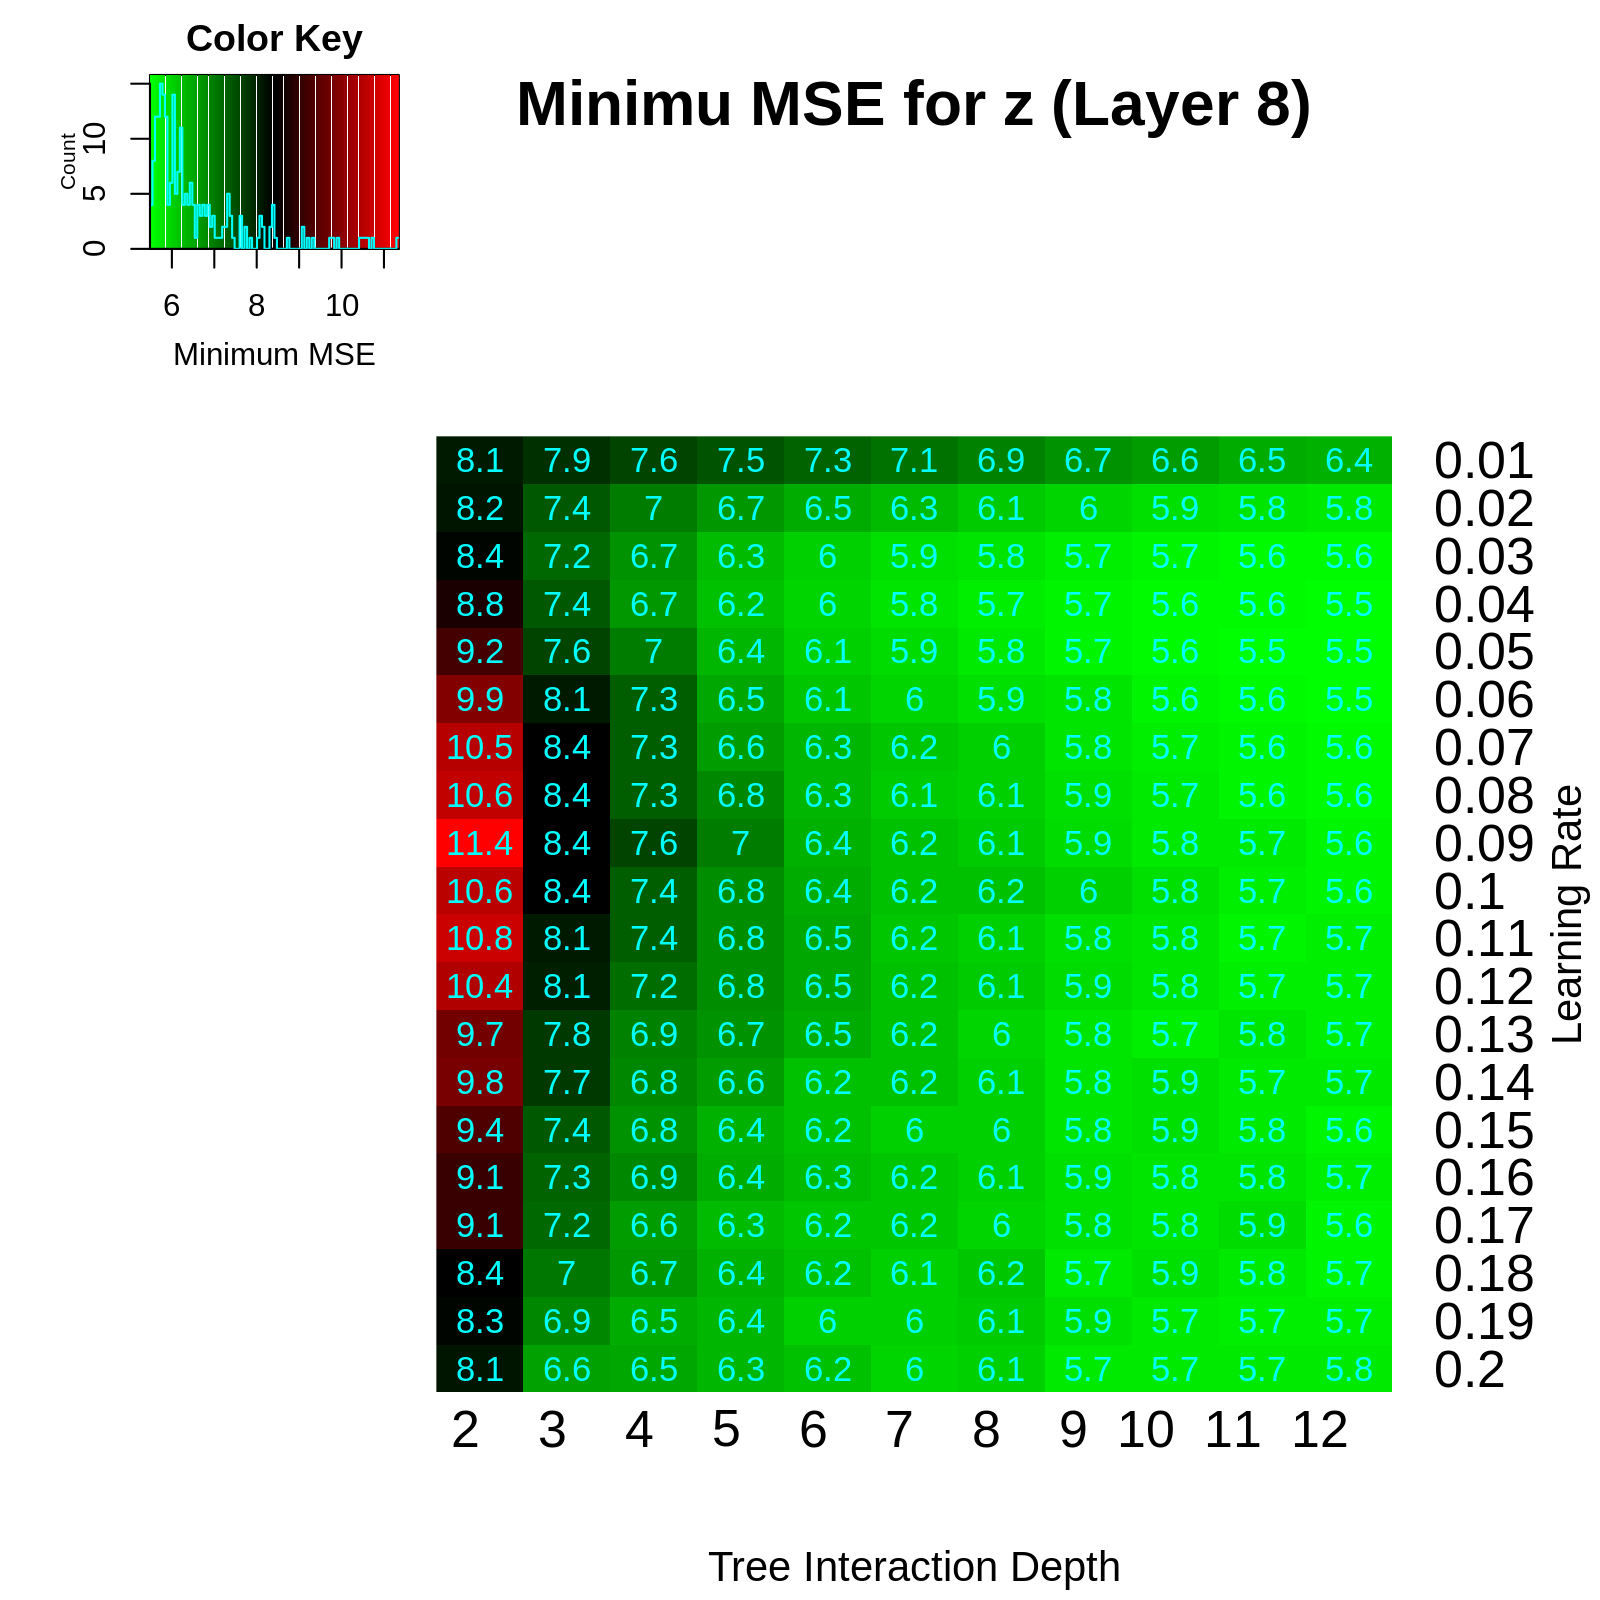 Color Key
Minimu MSE for z (Layer 8)
Count
0 5 10
6 8 10
Minimum MSE
8.1 7.9 7.6 7.5 7.3 7.1 6.9 6.7 6.6 6.5 6.4 0.01
8.2 7.4 7 6.7 6.5 6.3 6.1 6 5.9 5.8 5.8 0.02
8.4 7.2 6.7 6.3 6 5.9 5.8 5.7 5.7 5.6 5.6 0.03
8.8 7.4 6.7 6.2 6 5.8 5.7 5.7 5.6 5.6 5.5 0.04
9.2 7.6 7 6.4 6.1 5.9 5.8 5.7 5.6 5.5 5.5 0.05
9.9 8.1 7.3 6.5 6.1 6 5.9 5.8 5.6 5.6 5.5 0.06
10.5 8.4 7.3 6.6 6.3 6.2 6 5.8 5.7 5.6 5.6 0.07
10.6 8.4 7.3 6.8 6.3 6.1 6.1 5.9 5.7 5.6 5.6 0.08
11.4 8.4 7.6 7 6.4 6.2 6.1 5.9 5.8 5.7 5.6 0.09
10.6 8.4 7.4 6.8 6.4 6.2 6.2 6 5.8 5.7 5.6 0.1
10.8 8.1 7.4 6.8 6.5 6.2 6.1 5.8 5.8 5.7 5.7 0.11
10.4 8.1 7.2 6.8 6.5 6.2 6.1 5.9 5.8 5.7 5.7 0.12
9.7 7.8 6.9 6.7 6.5 6.2 6 5.8 5.7 5.8 5.7 0.13
9.8 7.7 6.8 6.6 6.2 6.2 6.1 5.8 5.9 5.7 5.7 0.14
9.4 7.4 6.8 6.4 6.2 6 6 5.8 5.9 5.8 5.6 0.15
9.1 7.3 6.9 6.4 6.3 6.2 6.1 5.9 5.8 5.8 5.7 0.16
9.1 7.2 6.6 6.3 6.2 6.2 6 5.8 5.8 5.9 5.6 0.17
8.4 7 6.7 6.4 6.2 6.1 6.2 5.7 5.9 5.8 5.7 0.18
8.3 6.9 6.5 6.4 6 6 6.1 5.9 5.7 5.7 5.7 0.19
8.1 6.6 6.5 6.3 6.2 6 6.1 5.7 5.7 5.7 5.8 0.2
Learning Rate
2 3 4 5 6 7 8 9 10 11 12
Tree Interaction Depth